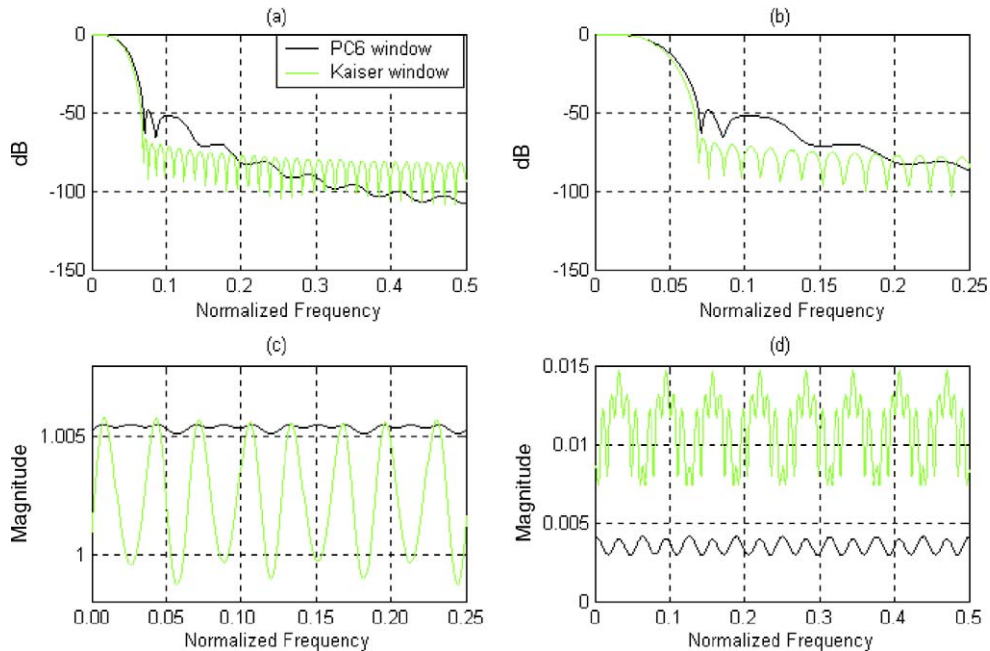 (a)
0
-50
-100
-150
dB
PC6 window
Kaiser window
0 0.1 0.2 0.3 0.4 0.5
Normalized Frequency
(b)
0
-50
-100
-150
dB
0 0.05 0.1 0.15 0.2 0.25
Normalized Frequency
(c)
1.005
1
Magnitude
0.00 0.05 0.10 0.15 0.20 0.25
Normalized Frequency
(d)
0.015
0.01
0.005
0
Magnitude
0 0.1 0.2 0.3 0.4 0.5
Normalized Frequency